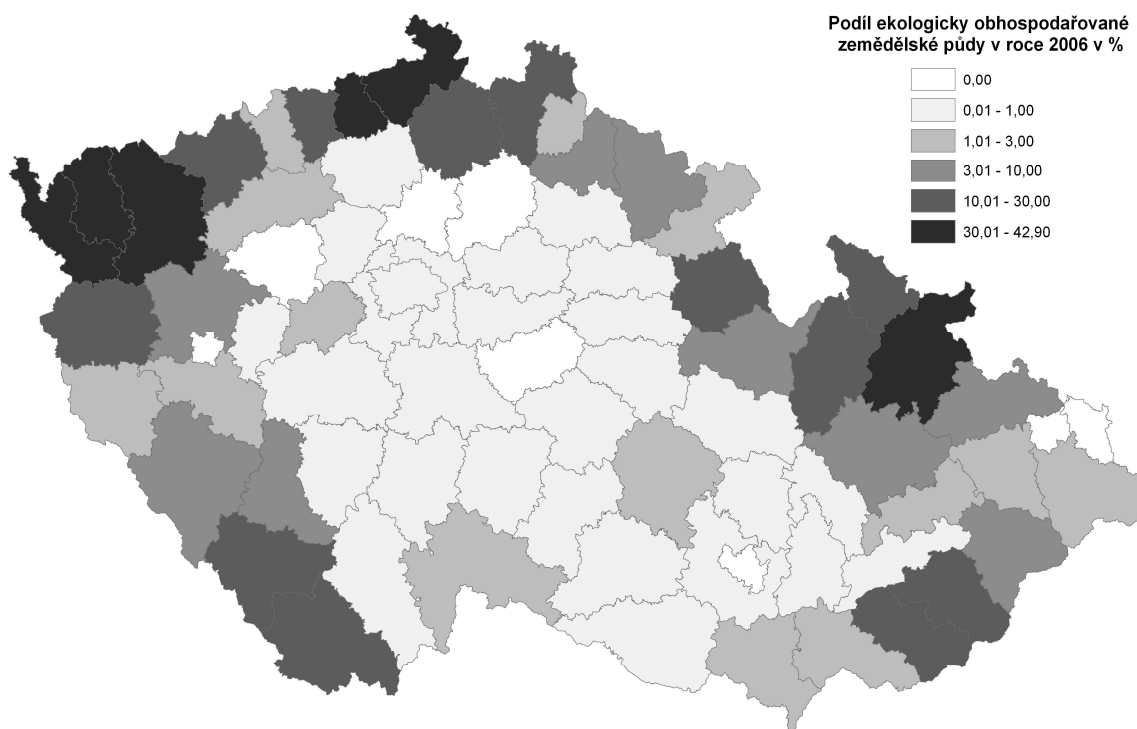 Podíl ekologicky obhospodařované
zemědělské půdy v roce 2006 v %
0,00
0,01 - 1,00
1,01 - 3,00
3,01 - 10,00
10,01 - 30,00
30,01 - 42,90